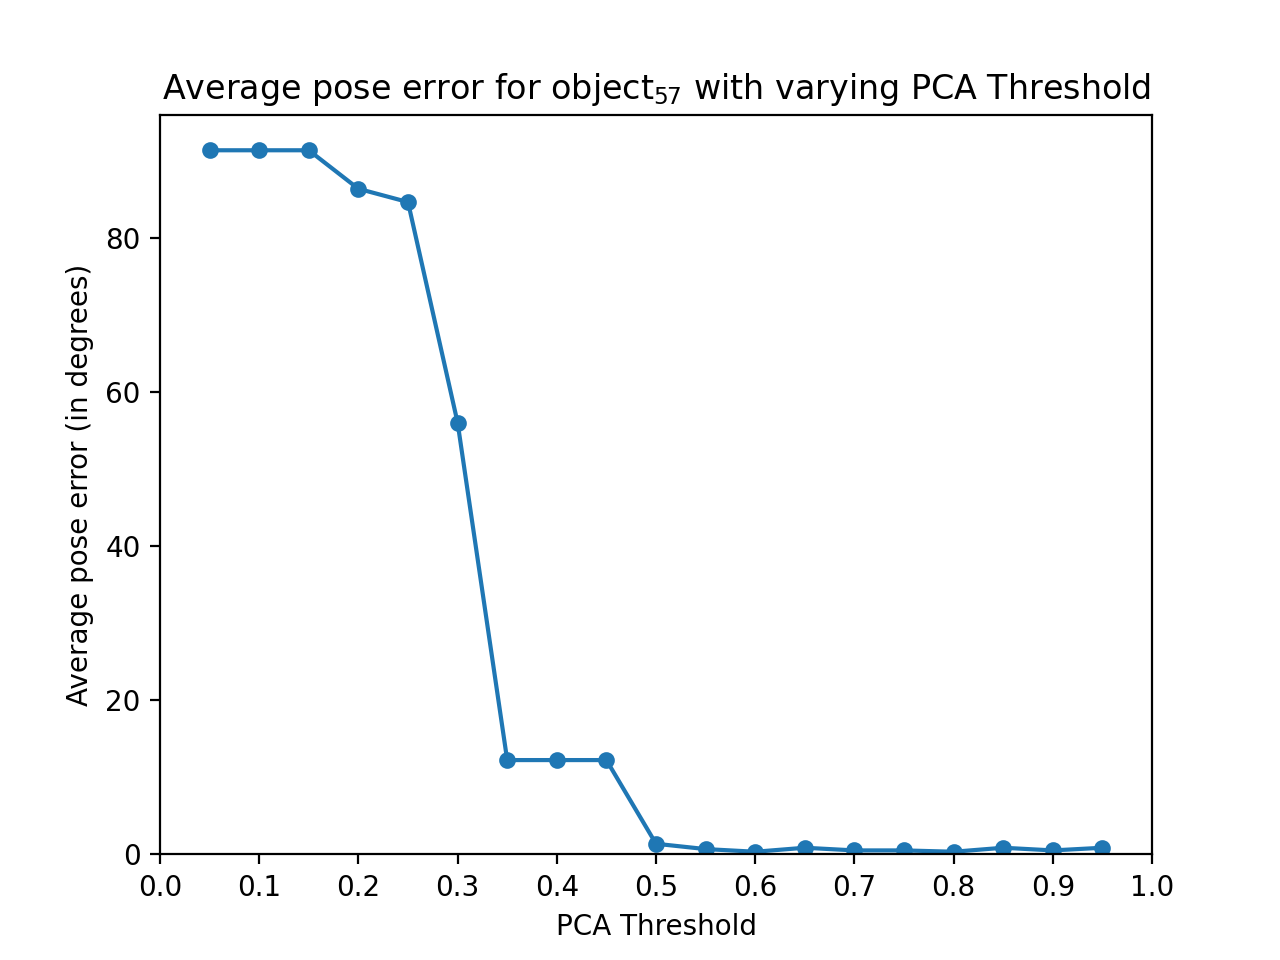 Average pose error for object₅₇ with varying PCA Threshold
Average pose error (in degrees)
80
60
40
20
0
0.0 0.1 0.2 0.3 0.4 0.5 0.6 0.7 0.8 0.9 1.0
PCA Threshold